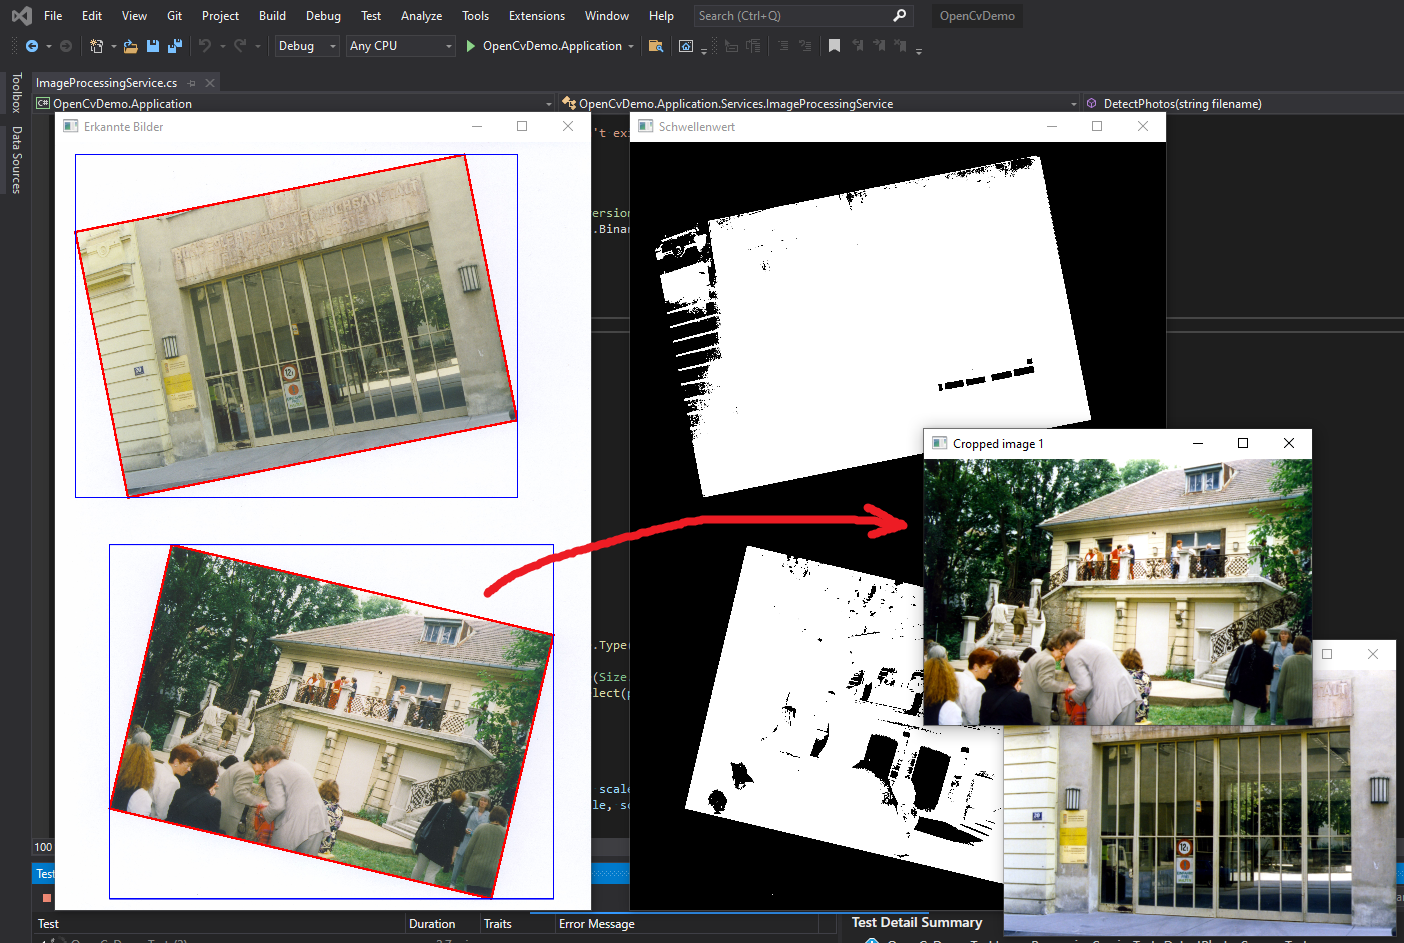 File Edit View Git Project Build Debug Test Analyze Tools Extensions Window Help Search (Ctrl+Q) OpenCvDemo
Debug Any CPU OpenCvDemo.Application
Toolbox
Data Sources
ImageProcessingService.cs
C# OpenCvDemo.Application OpenCvDemo.Application.Services.ImageProcessingService DetectPhotos(string filename)
Erkannte Bilder
't ex
Schwellenwert
ersion
.Bina
Cropped image 1
.Type
(Size
lect(p
scale
le, s
100
Test
Test Duration Traits Error Message
Test Detail Summary